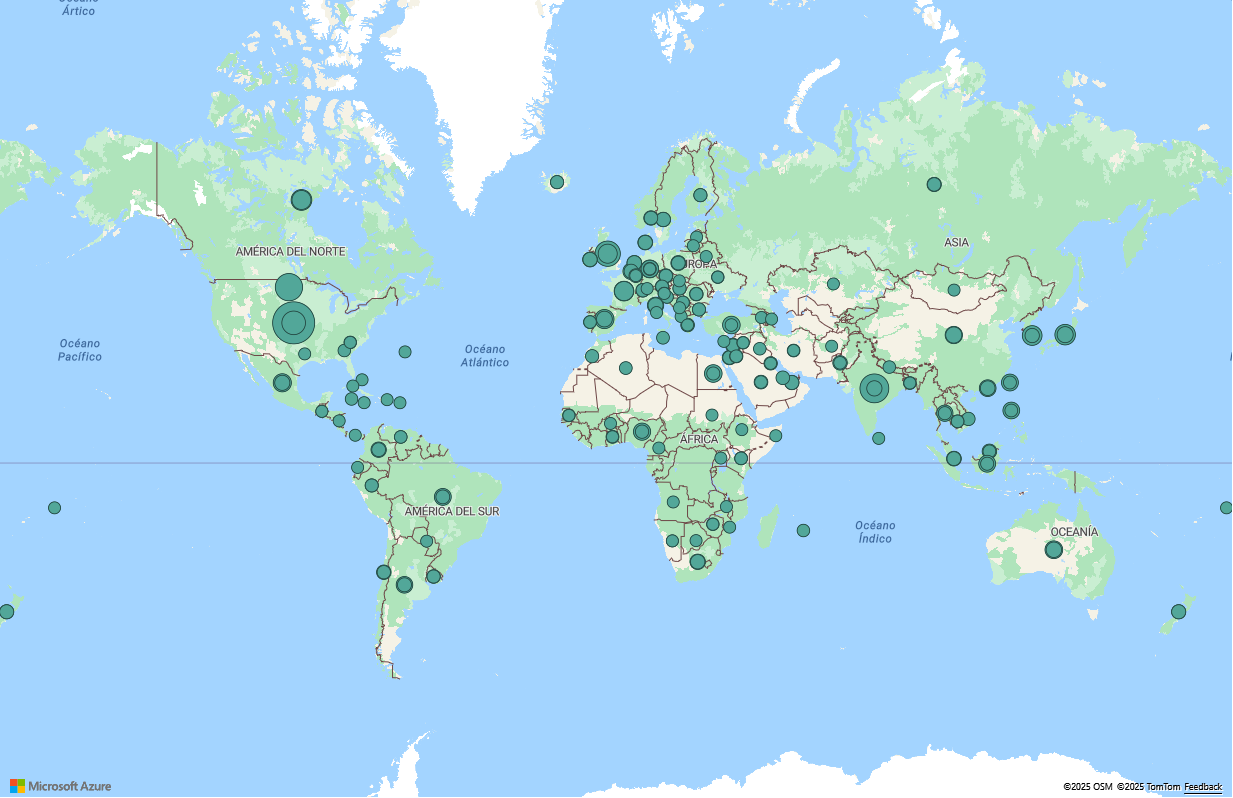 Océano
Ártico
AMÉRICA DEL NORTE
EUROPA
ASIA
Océano
Pacífico
Océano
Atlántico
ÁFRICA
AMÉRICA DEL SUR
Océano
Índico
OCEANÍA
Microsoft Azure
©2025 OSM ©2025 TomTom Feedback